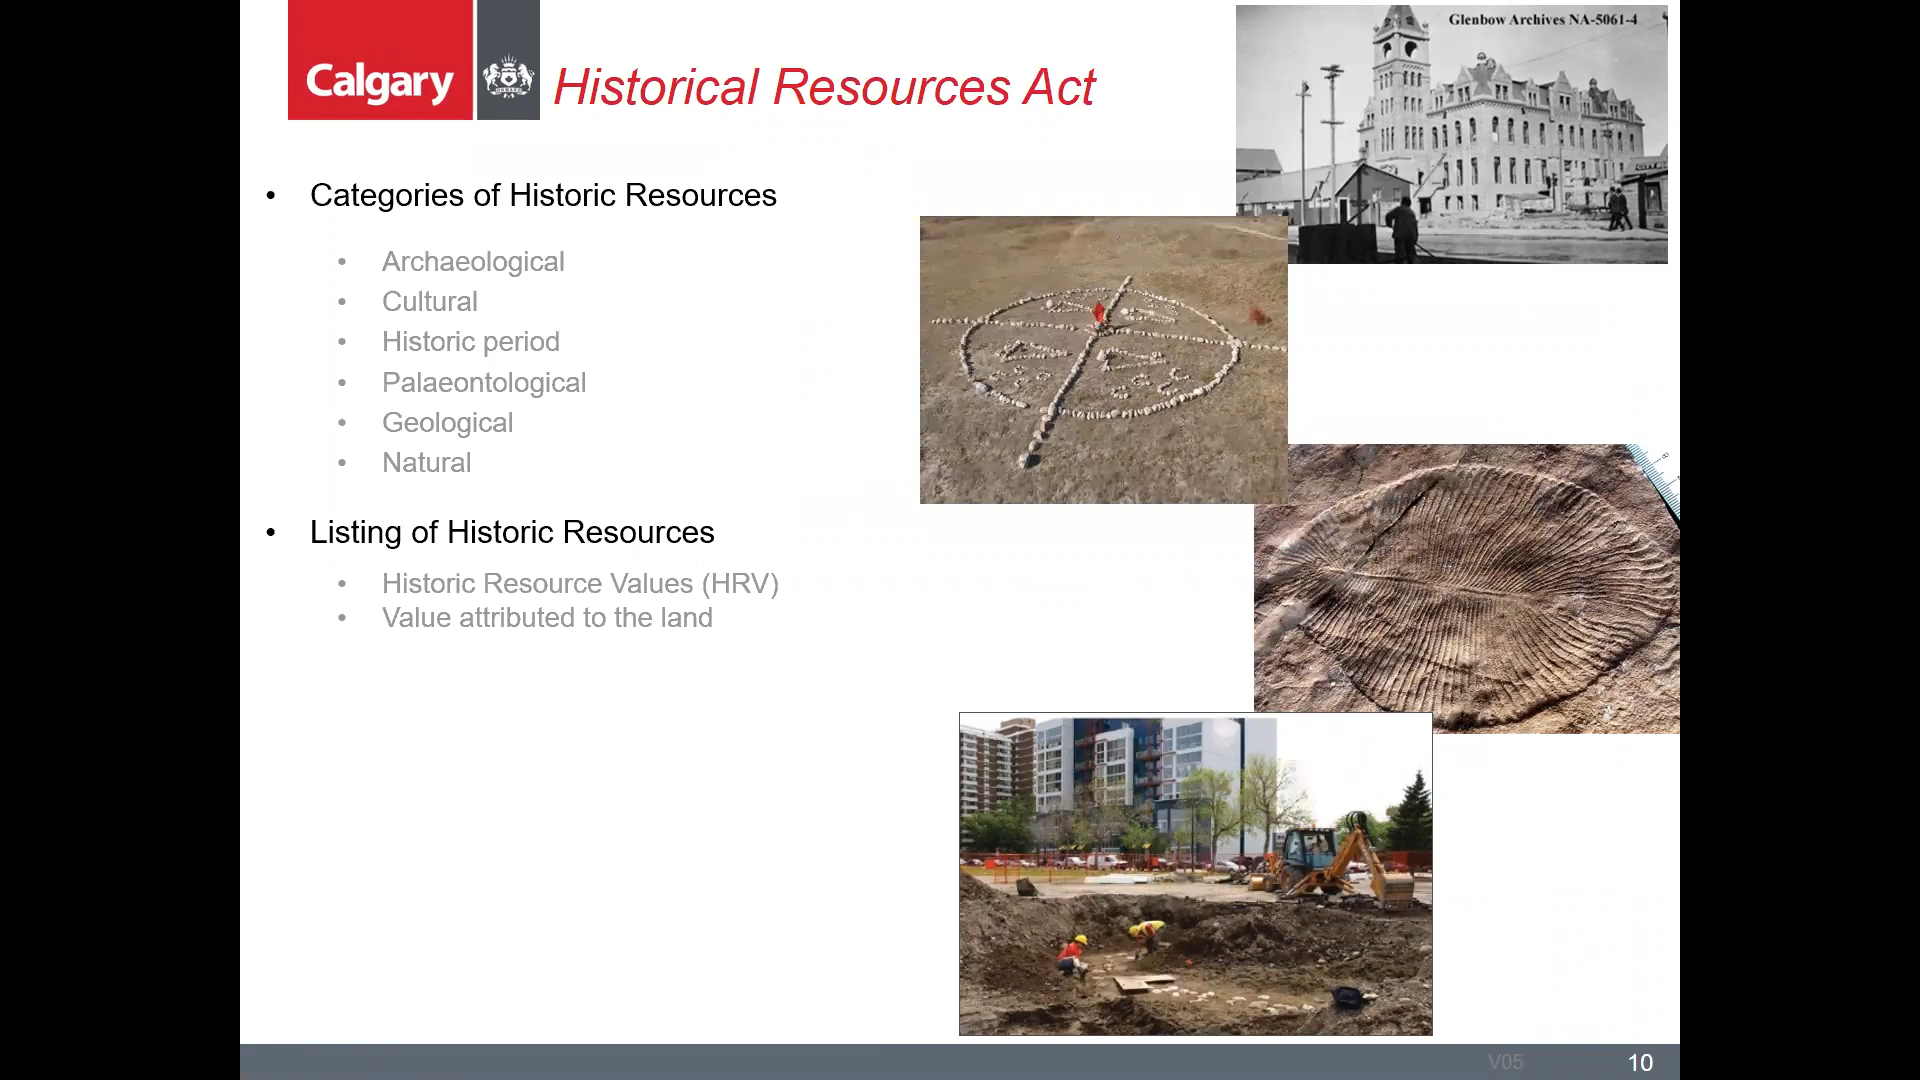 Calgary
ONWARD
Historical Resources Act
Glenbow Archives NA-5061-4
• Categories of Historic Resources
• Archaeological
• Cultural
• Historic period
• Palaeontological
• Geological
• Natural
• Listing of Historic Resources
• Historic Resource Values (HRV)
• Value attributed to the land
V05
10